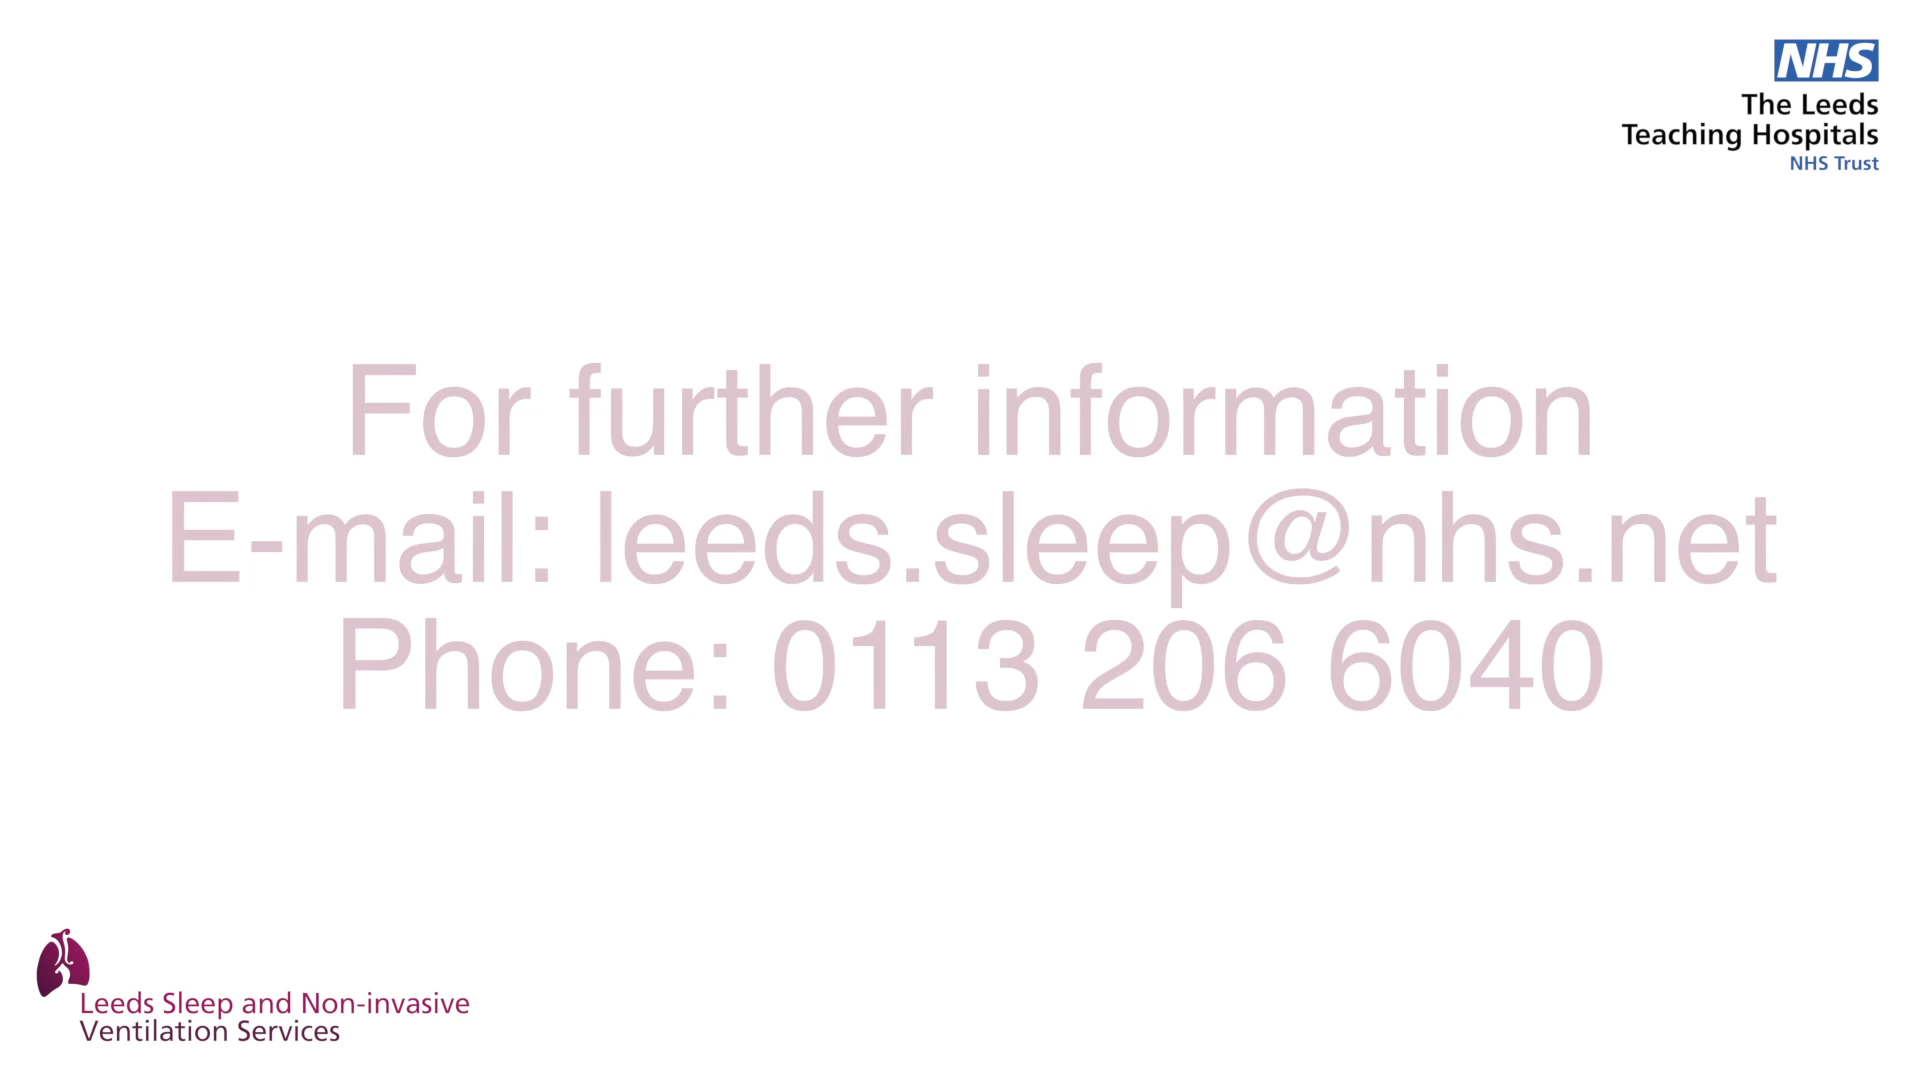 NHS
The Leeds
Teaching Hospitals
NHS Trust
For further information
E-mail: leeds.sleep@nhs.net
Phone: 0113 206 6040
Leeds Sleep and Non-invasive
Ventilation Services